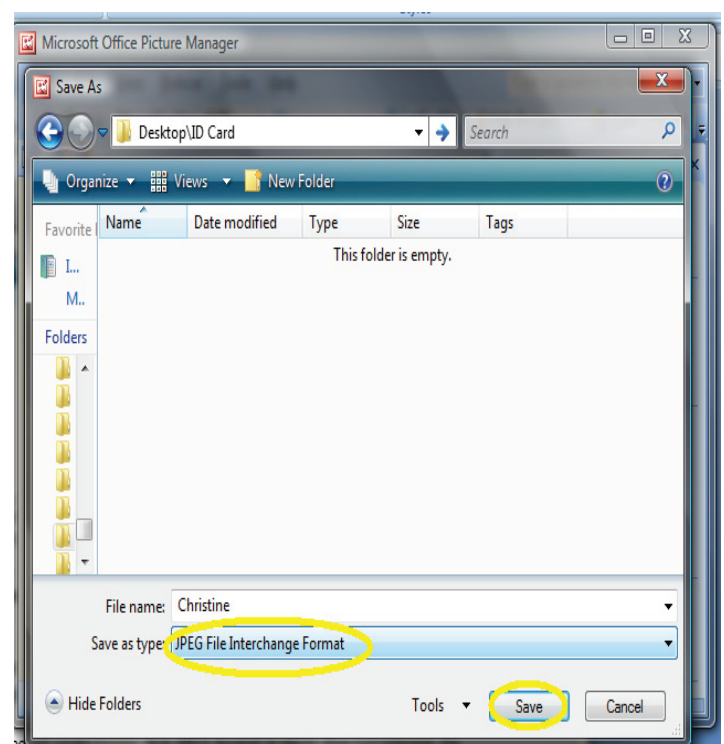 Microsoft Office Picture Manager
Save As
Desktop\ID Card
Search
Organize Views New Folder
Favorite
Name Date modified Type Size Tags
This folder is empty.
I...
M..
Folders
File name: Christine
Save as type: JPEG File Interchange Format
Hide Folders Tools Save Cancel